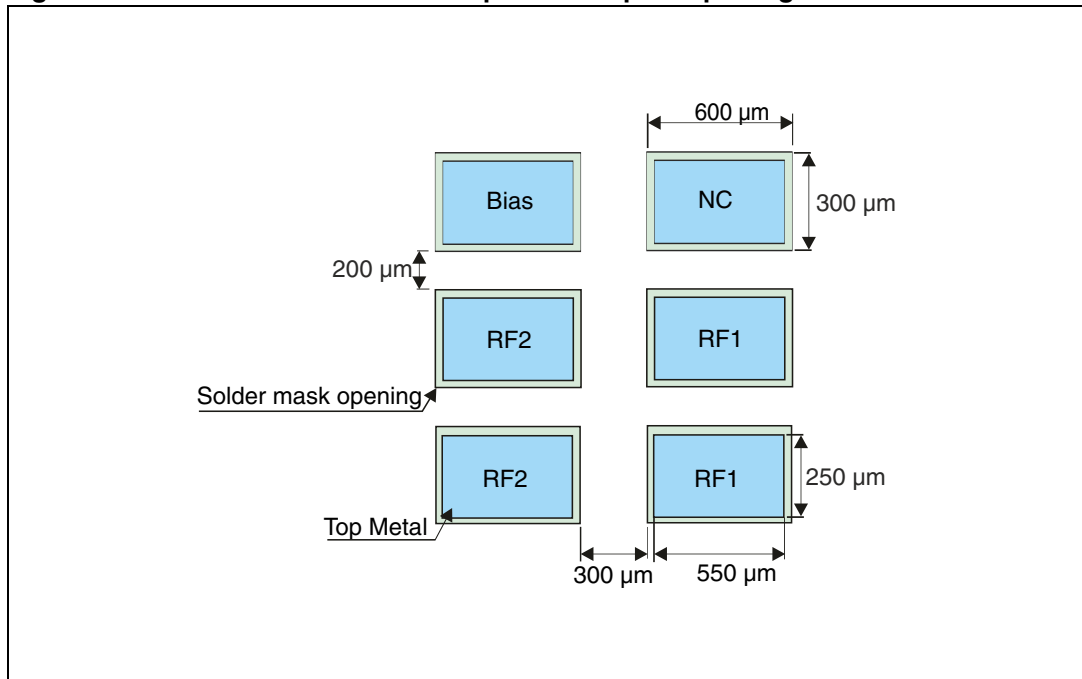 600 µm
Bias
NC
300 µm
200 µm
RF2
RF1
Solder mask opening
RF2
RF1
250 µm
Top Metal
300 µm
550 µm